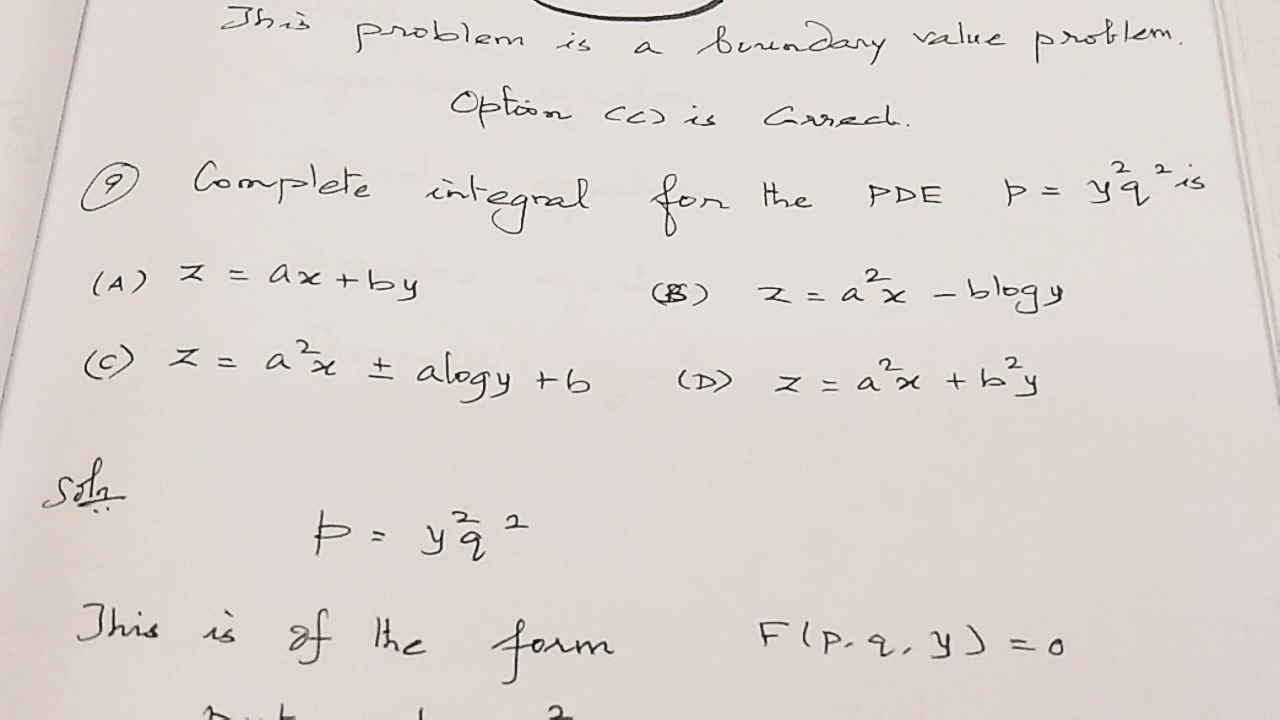 This problem is a boundary value problem.
Option (c) is Correct.
⑨ Complete integral for the PDE p = y²q² is
(A) z = ax + by (B) z = a²x - blogy
(C) z = a²x ± alogy + b (D) z = a²x + b²y
Soln
p = y²q²
This is of the form F(p, q, y) = 0